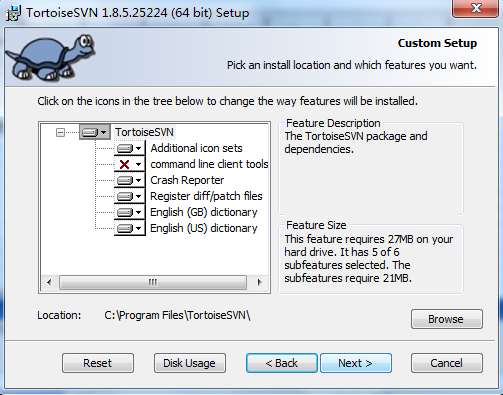 TortoiseSVN 1.8.5.25224 (64 bit) Setup
Custom Setup
Pick an install location and which features you want.
Click on the icons in the tree below to change the way features will be installed.
TortoiseSVN
Additional icon sets
command line client tools
Crash Reporter
Register diff/patch files
English (GB) dictionary
English (US) dictionary
Feature Description
The TortoiseSVN package and
dependencies.
Feature Size
This feature requires 27MB on your
hard drive. It has 5 of 6
subfeatures selected. The
subfeatures require 21MB.
Location: C:\Program Files\TortoiseSVN\
Browse
Reset Disk Usage < Back Next > Cancel